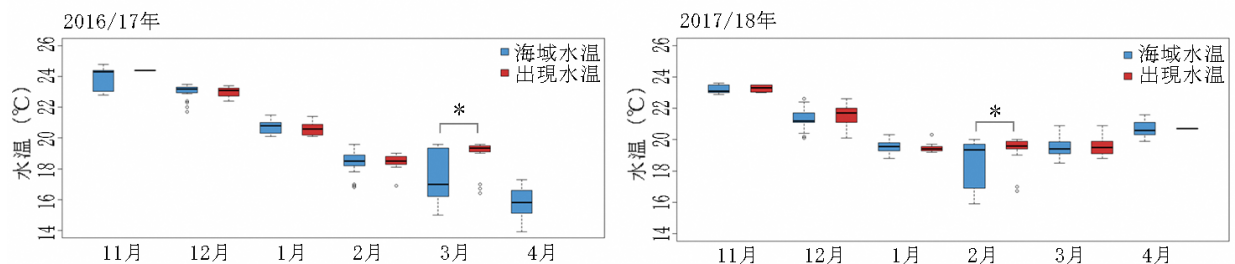 2016/17年
26
24
22
20
18
16
14
水温（℃）
海域水温
出現水温
*
11月 12月 1月 2月 3月 4月
2017/18年
26
24
22
20
18
16
14
水温（℃）
海域水温
出現水温
*
11月 12月 1月 2月 3月 4月